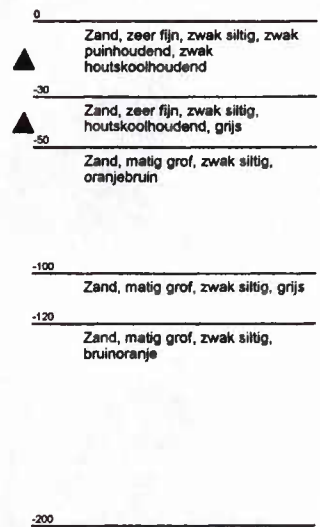 0
Zand, zeer fijn, zwak siltig, zwak
puinhoudend, zwak
houtskoolhoudend
-30
Zand, zeer fijn, zwak siltig,
houtskoolhoudend, grijs
-50
Zand, matig grof, zwak siltig,
oranjebruin
-100
Zand, matig grof, zwak siltig, grijs
-120
Zand, matig grof, zwak siltig,
bruinoranje
-200